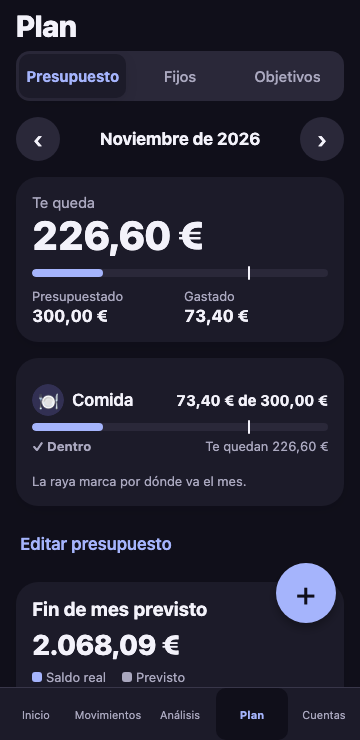 Plan
Presupuesto
Fijos
Objetivos
‹
Noviembre de 2026
›
Te queda
226,60 €
Presupuestado
Gastado
300,00 €
73,40 €
Comida
73,40 € de 300,00 €
✓ Dentro
Te quedan 226,60 €
La raya marca por dónde va el mes.
Editar presupuesto
+
Fin de mes previsto
2.068,09 €
Saldo real
Previsto
Inicio
Movimientos
Análisis
Plan
Cuentas